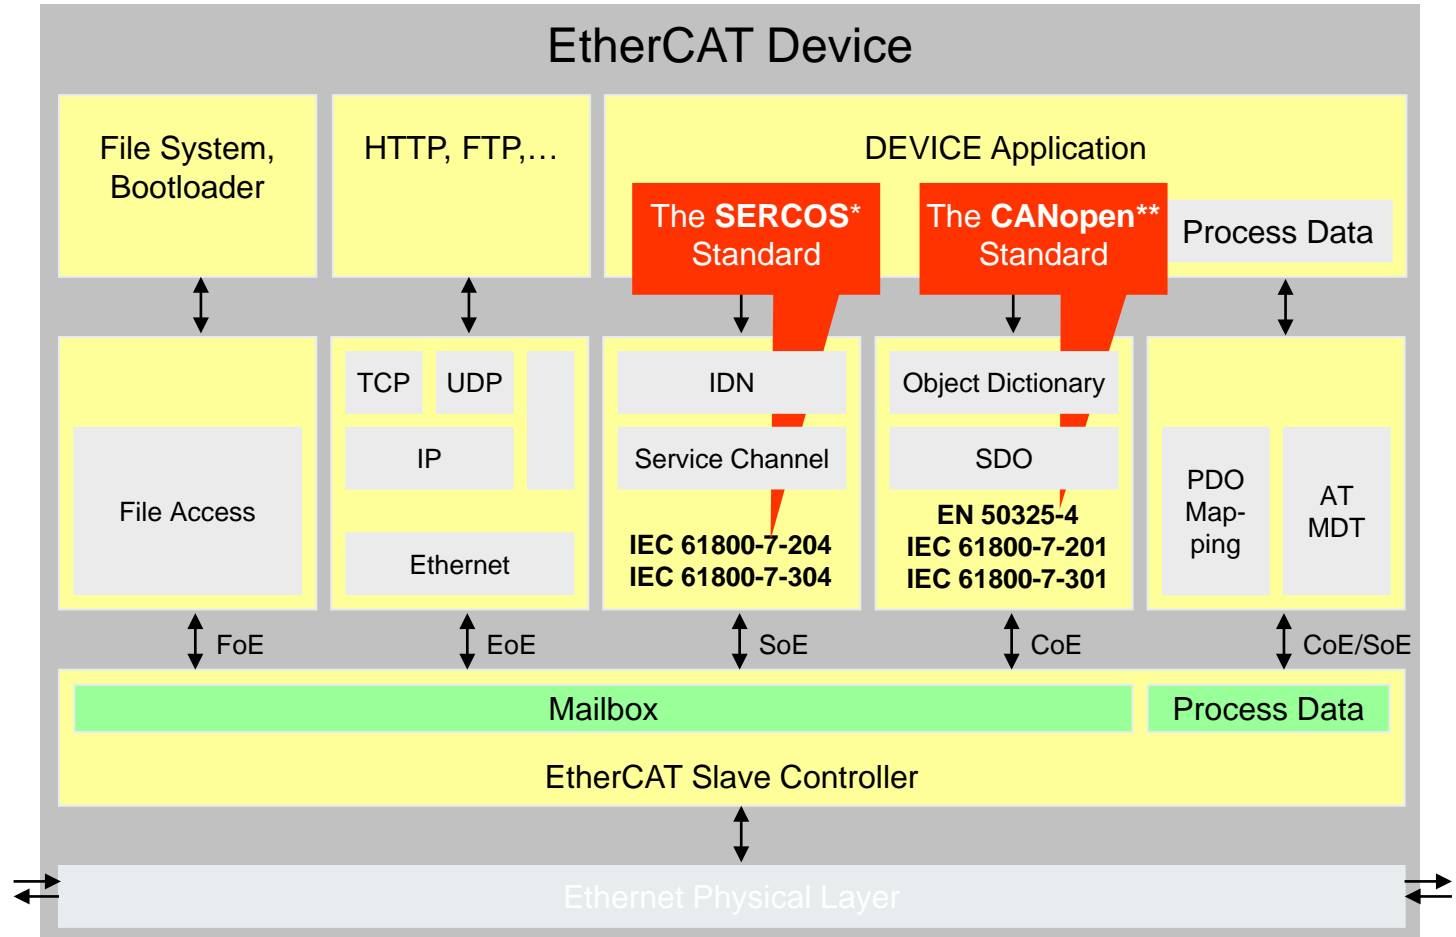 EtherCAT Device
File System,
Bootloader
HTTP, FTP,...
DEVICE Application
The SERCOS*
Standard
The CANopen**
Standard
Process Data
TCP
UDP
IDN
Object Dictionary
IP
Service Channel
SDO
File Access
PDO
Map-
ping
AT
MDT
Ethernet
IEC 61800-7-204
IEC 61800-7-304
EN 50325-4
IEC 61800-7-201
IEC 61800-7-301
FoE
EoE
SoE
CoE
CoE/SoE
Mailbox
Process Data
EtherCAT Slave Controller
Ethernet Physical Layer